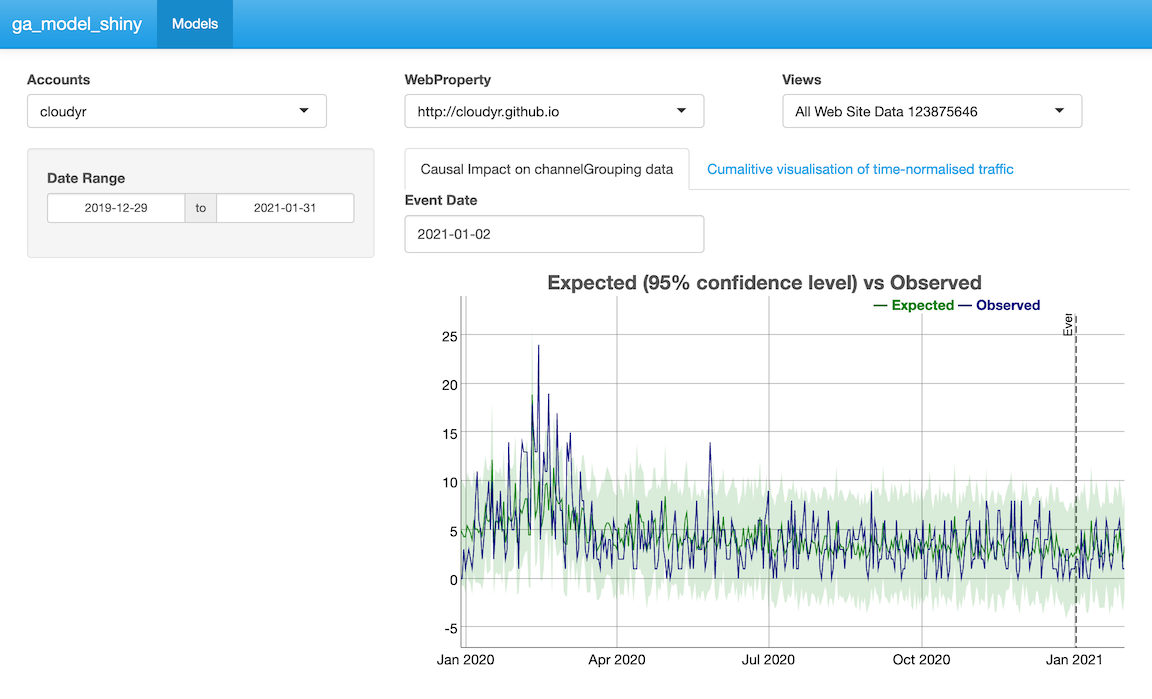 ga_model_shiny Models
Accounts WebProperty Views
cloudyr http://cloudyr.github.io All Web Site Data 123875646
Causal Impact on channelGrouping data Cumalitive visualisation of time-normalised traffic
Date Range
2019-12-29 to 2021-01-31
Event Date
2021-01-02
Expected (95% confidence level) vs Observed
Expected Observed
Ever
25
20
15
10
5
0
-5
Jan 2020 Apr 2020 Jul 2020 Oct 2020 Jan 2021